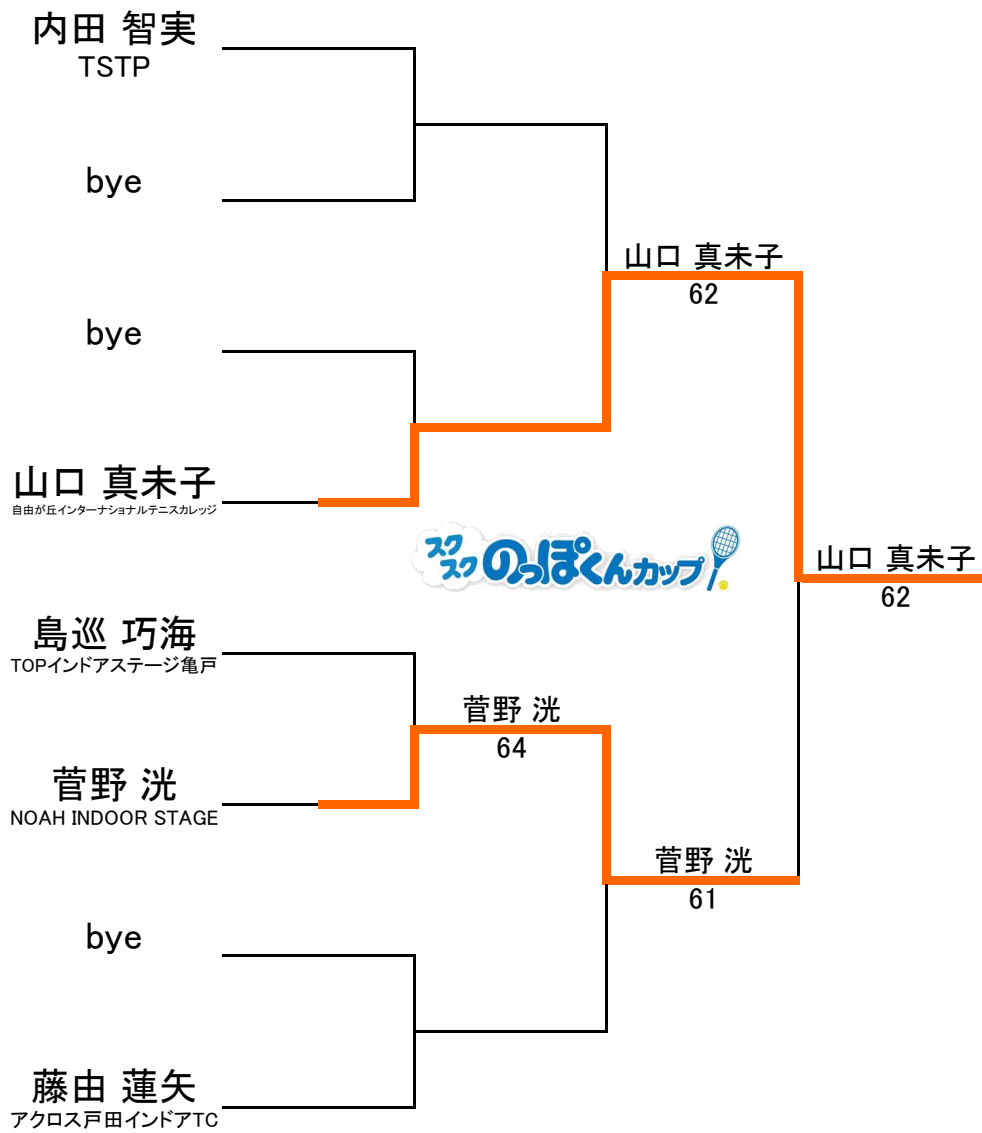 内田 智実
TSTP
bye
bye
山口 真未子
自由が丘インターナショナルテニスカレッジ
島巡 巧海
TOPインドアステージ亀戸
菅野 洸
NOAH INDOOR STAGE
bye
藤由 蓮矢
アクロス戸田インドアTC
菅野 洸
64
山口 真未子
62
菅野 洸
61
スク
スク
のっぽくんカップ!
山口 真未子
62